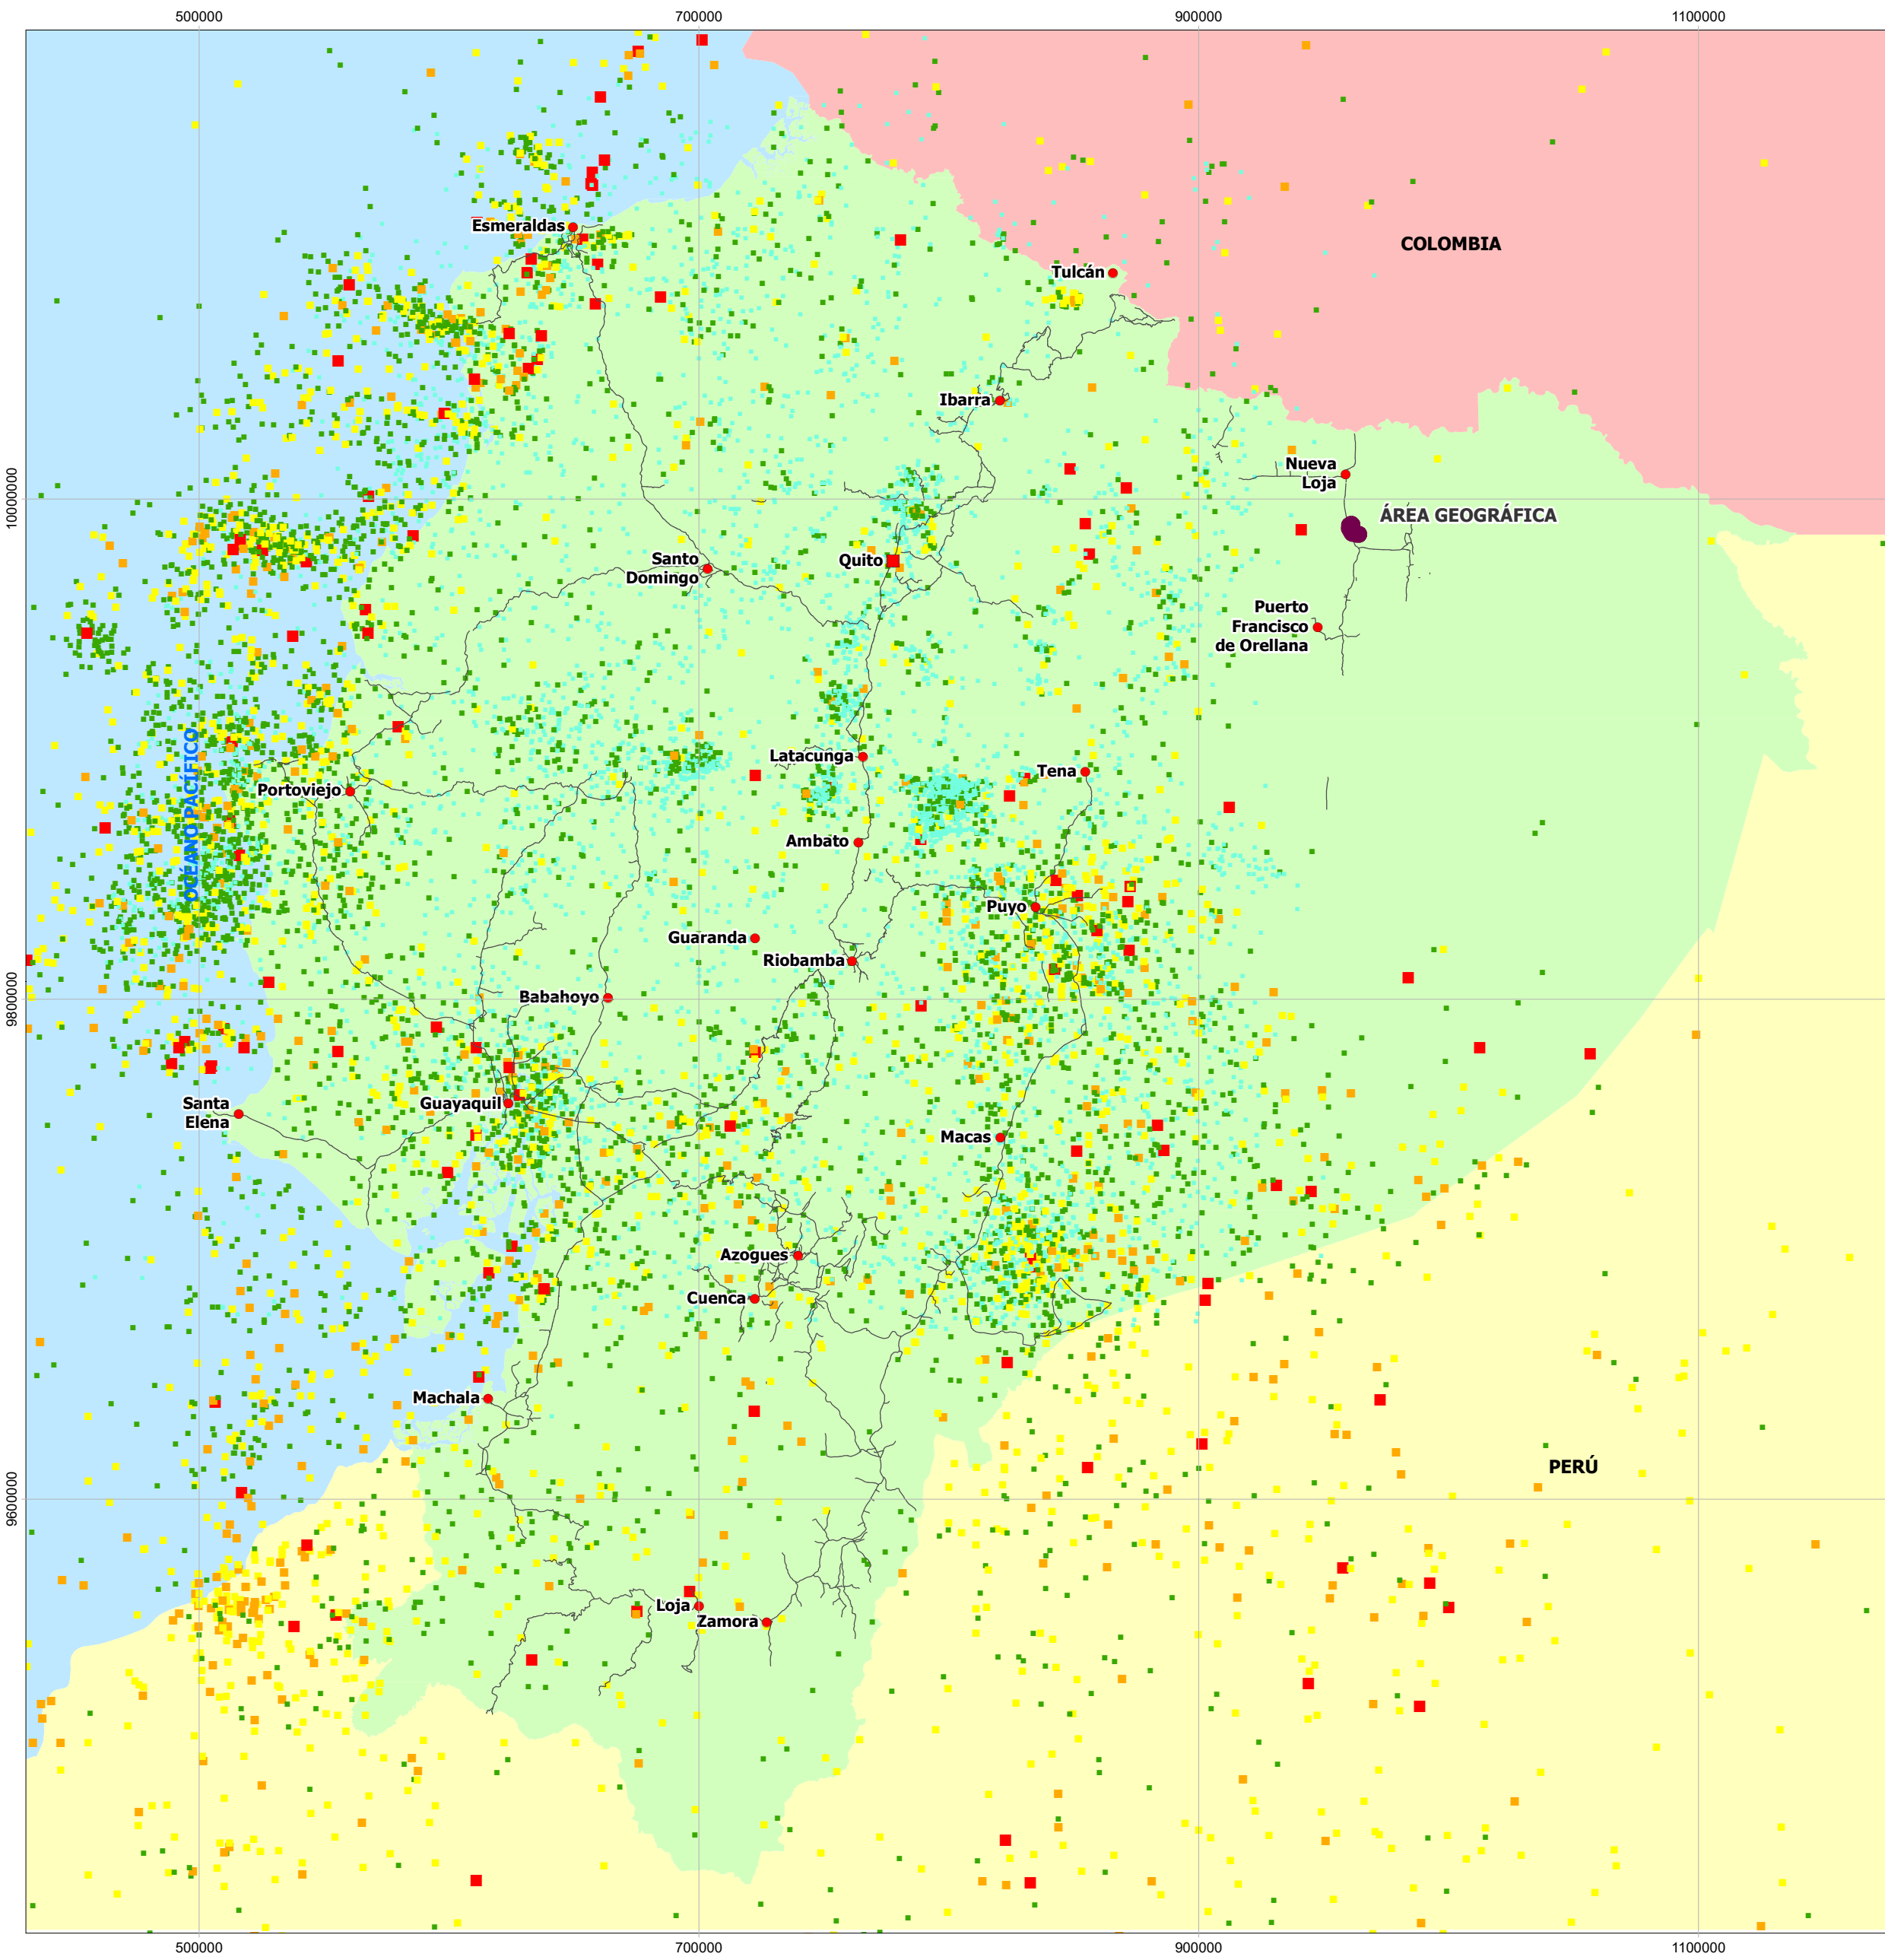 500000
700000
900000
1100000
Esmeraldas
COLOMBIA
Tulcán
Ibarra
Nueva
Loja
10000000
ÁREA GEOGRÁFICA
Santo
Domingo
Quito
Puerto
Francisco
de Orellana
OCEANO PACÍFICO
Latacunga
Tena
Portoviejo
Ambato
Puyo
Guaranda
Riobamba
Babahoyo
9800000
Santa
Elena
Guayaquil
Macas
Azogues
Cuenca
Machala
PERÚ
9600000
Loja
Zamora
500000
700000
900000
1100000